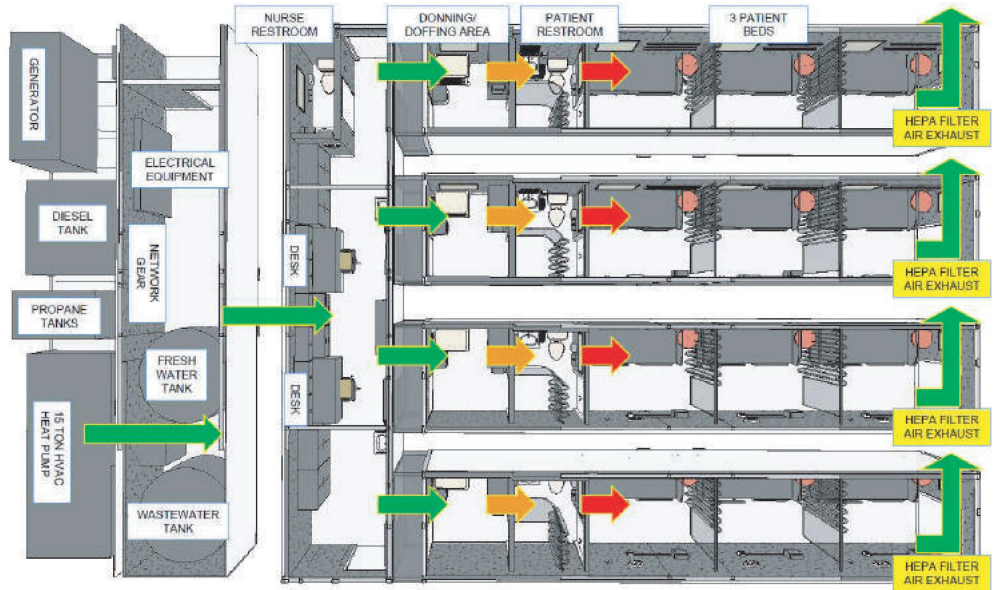 NURSE
RESTROOM
DONNING/
DOFFING AREA
PATIENT
RESTROOM
3 PATIENT
BEDS
GENERATOR
ELECTRICAL
EQUIPMENT
HEPA FILTER
AIR EXHAUST
DIESEL
TANK
NETWORK
GEAR
DESK
HEPA FILTER
AIR EXHAUST
PROPANE
TANKS
FRESH
WATER
TANK
DESK
15 TON HVAC
HEAT PUMP
HEPA FILTER
AIR EXHAUST
WASTEWATER
TANK
HEPA FILTER
AIR EXHAUST